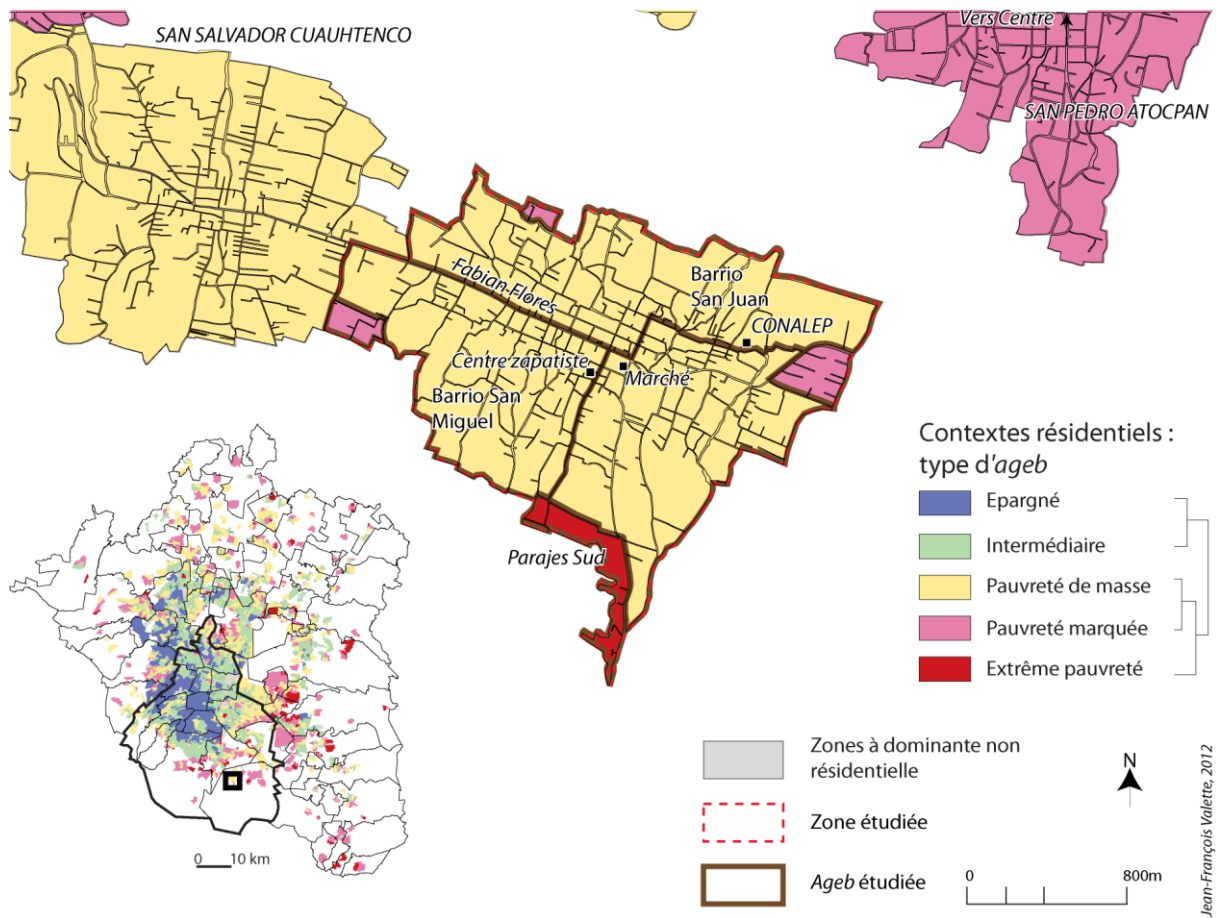 SAN SALVADOR CUAUHTENCO
Vers Centre
SAN PEDRO ATOCPAN
Fabian Flores
Barrio
San Juan
CONALEP
Centre zapatiste
Marché
Barrio San
Miguel
Parajes Sud
Contextes résidentiels :
type d'ageb
Epargné
Intermédiaire
Pauvreté de masse
Pauvreté marquée
Extrême pauvreté
Zones à dominante non
résidentielle
Zone étudiée
Ageb étudiée
N
0 800m
0 10 km
Jean-François Valette, 2012